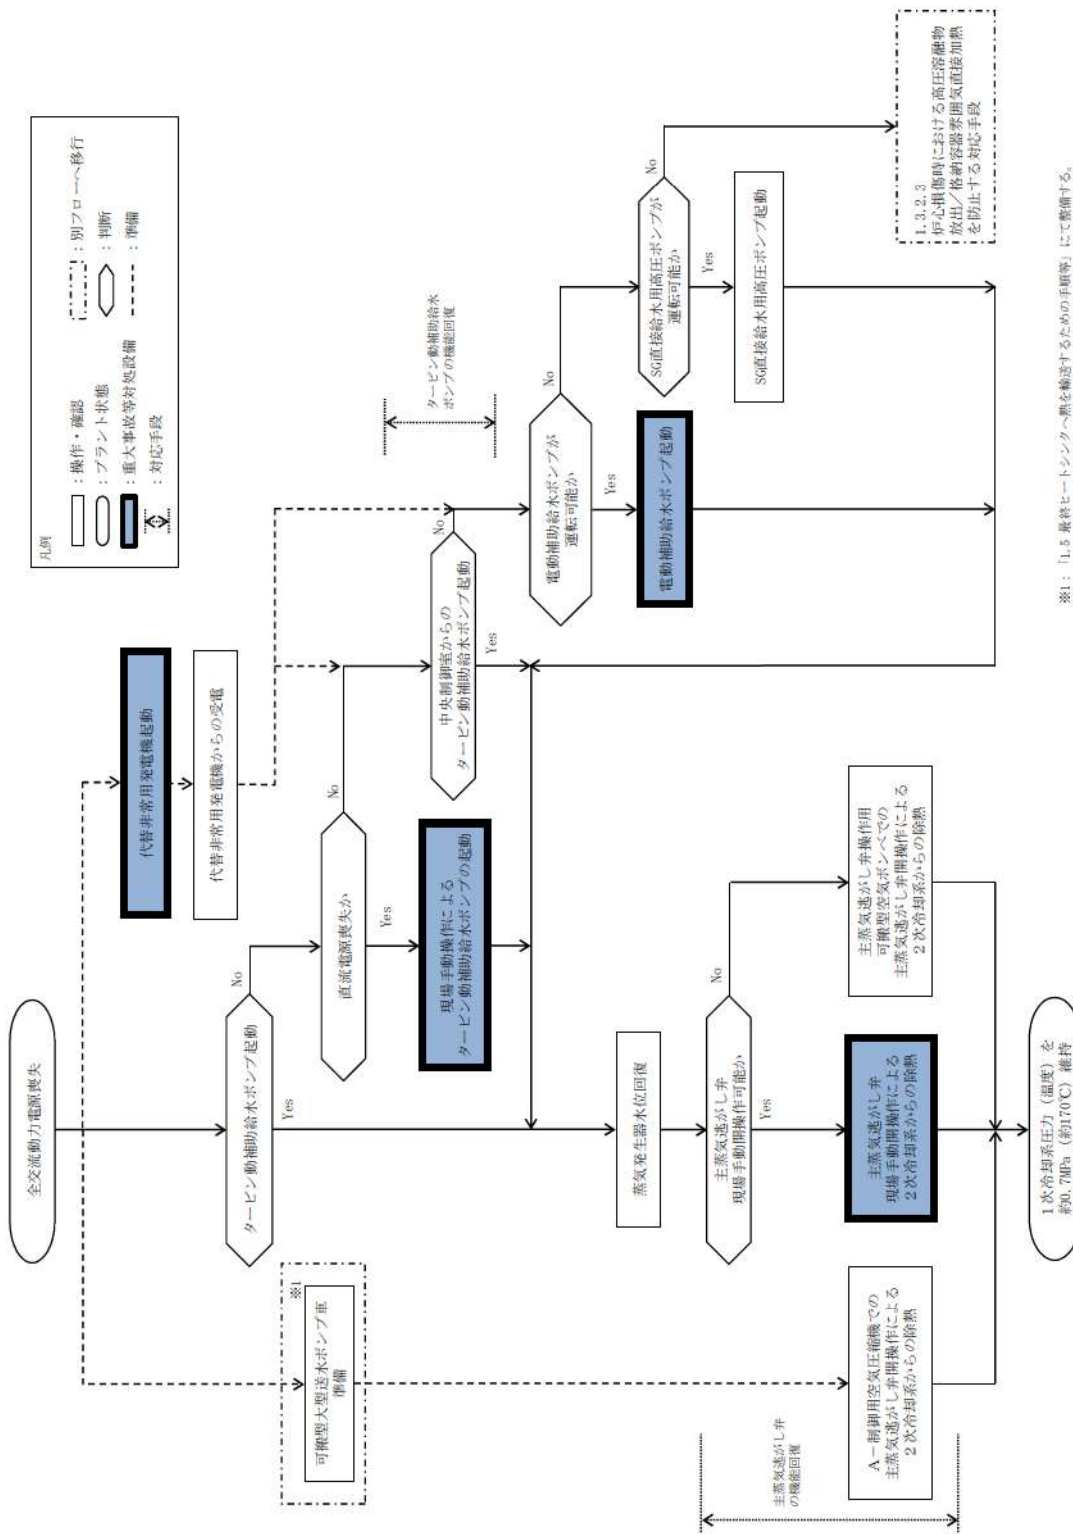 全交流動力電源喪失
凡例
：操作・確認
：プラント状態
：重大事故等対処設備
：対応手段
：別フローへ移行
：判断
：準備
代替非常用発電機起動
代替非常用発電機からの受電
タービン動補助給水ポンプ起動
No
Yes
直流電源喪失か
No
Yes
現場手動操作による
タービン動補助給水ポンプの起動
中央制御室からの
タービン動補助給水ポンプ起動
No
Yes
タービン動補助給水
ポンプの機能回復
電動補助給水ポンプが
運転可能か
No
Yes
電動補助給水ポンプ起動
SG直接給水用高圧ポンプが
運転可能か
No
Yes
SG直接給水用高圧ポンプ起動
1.3.2.3
炉心損傷時における高圧溶融物
放出／格納容器雰囲気直接加熱
を防止する対応手段
※1
可搬型大型送水ポンプ車
準備
蒸気発生器水位回復
主蒸気逃がし弁
現場手動開操作可能か
No
Yes
主蒸気逃がし弁
の機能回復
A－制御用空気圧縮機での
主蒸気逃がし弁開操作による
２次冷却系からの除熱
主蒸気逃がし弁
現場手動開操作による
２次冷却系からの除熱
主蒸気逃がし弁操作用
可搬型空気ボンベでの
主蒸気逃がし弁開操作による
２次冷却系からの除熱
１次冷却系圧力（温度）を
約0.7MPa（約170℃）維持
※1：「1.5 最終ヒートシンクへ熱を輸送するための手順等」にて整備する。